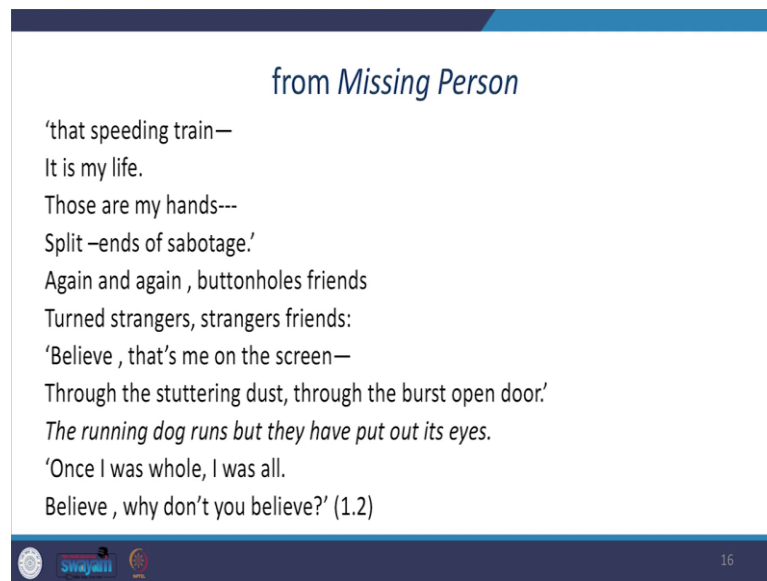 from Missing Person
‘that speeding train—
It is my life.
Those are my hands---
Split –ends of sabotage.’
Again and again , buttonholes friends
Turned strangers, strangers friends:
‘Believe , that’s me on the screen—
Through the stuttering dust, through the burst open door.’
The running dog runs but they have put out its eyes.
‘Once I was whole, I was all.
Believe , why don’t you believe?’ (1.2)
swayam
16